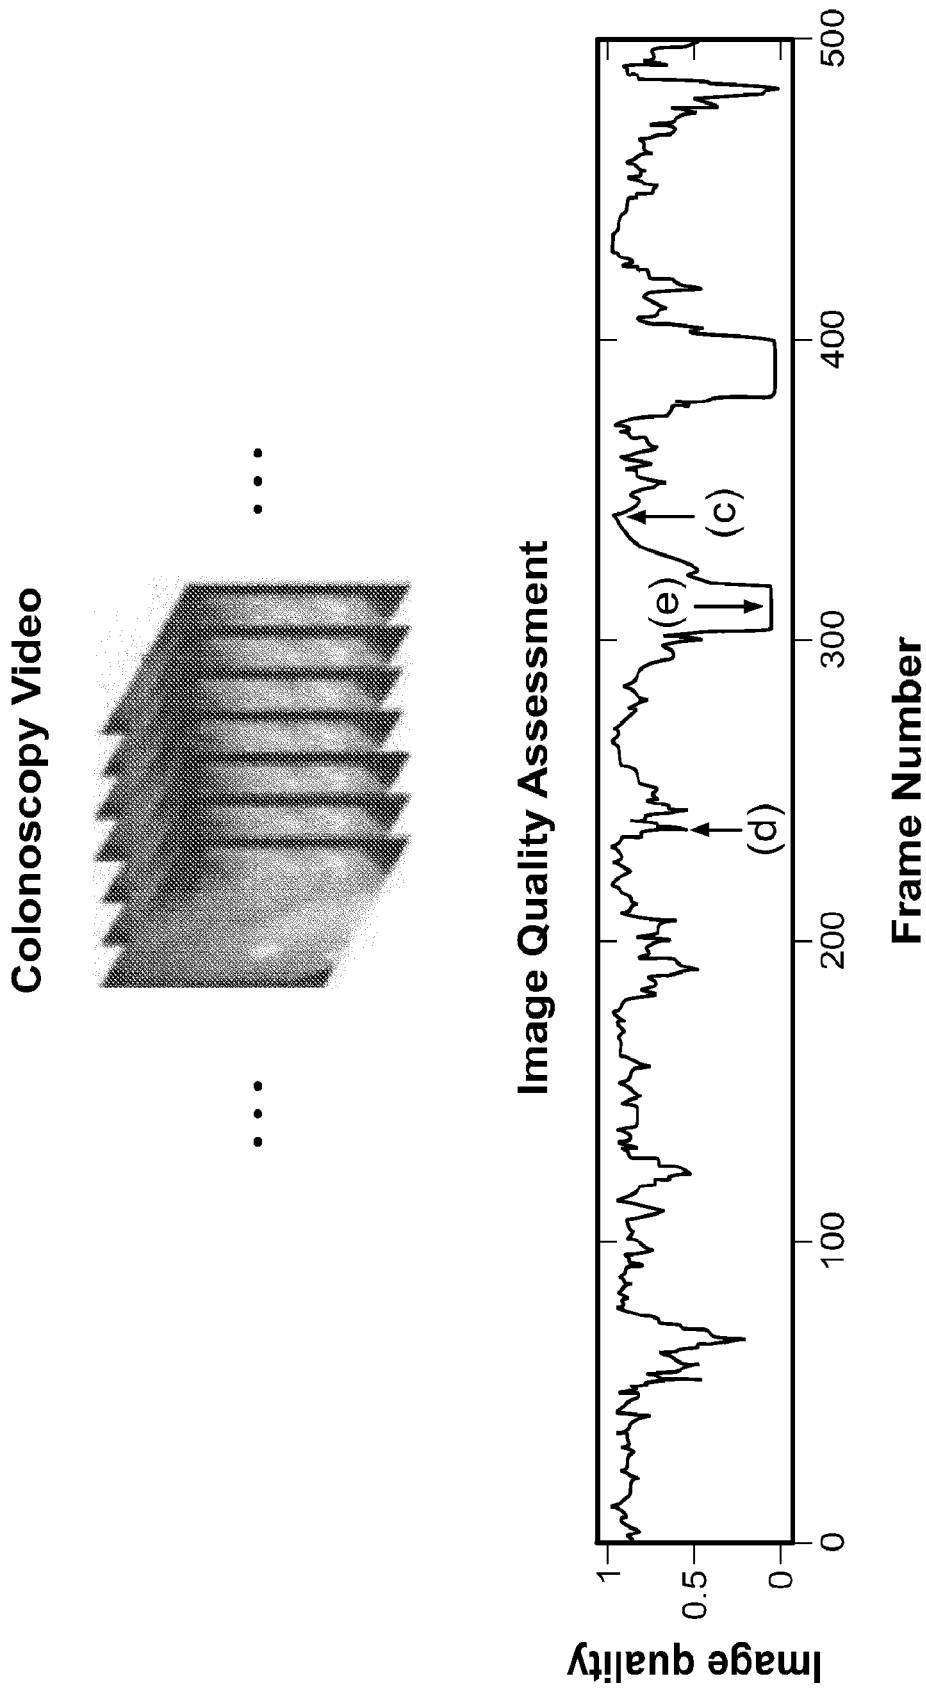 Colonoscopy Video
... ...
Image Quality Assessment
Image quality
1
0.5
0
(d)
(e)
(c)
0 100 200 300 400 500
Frame Number